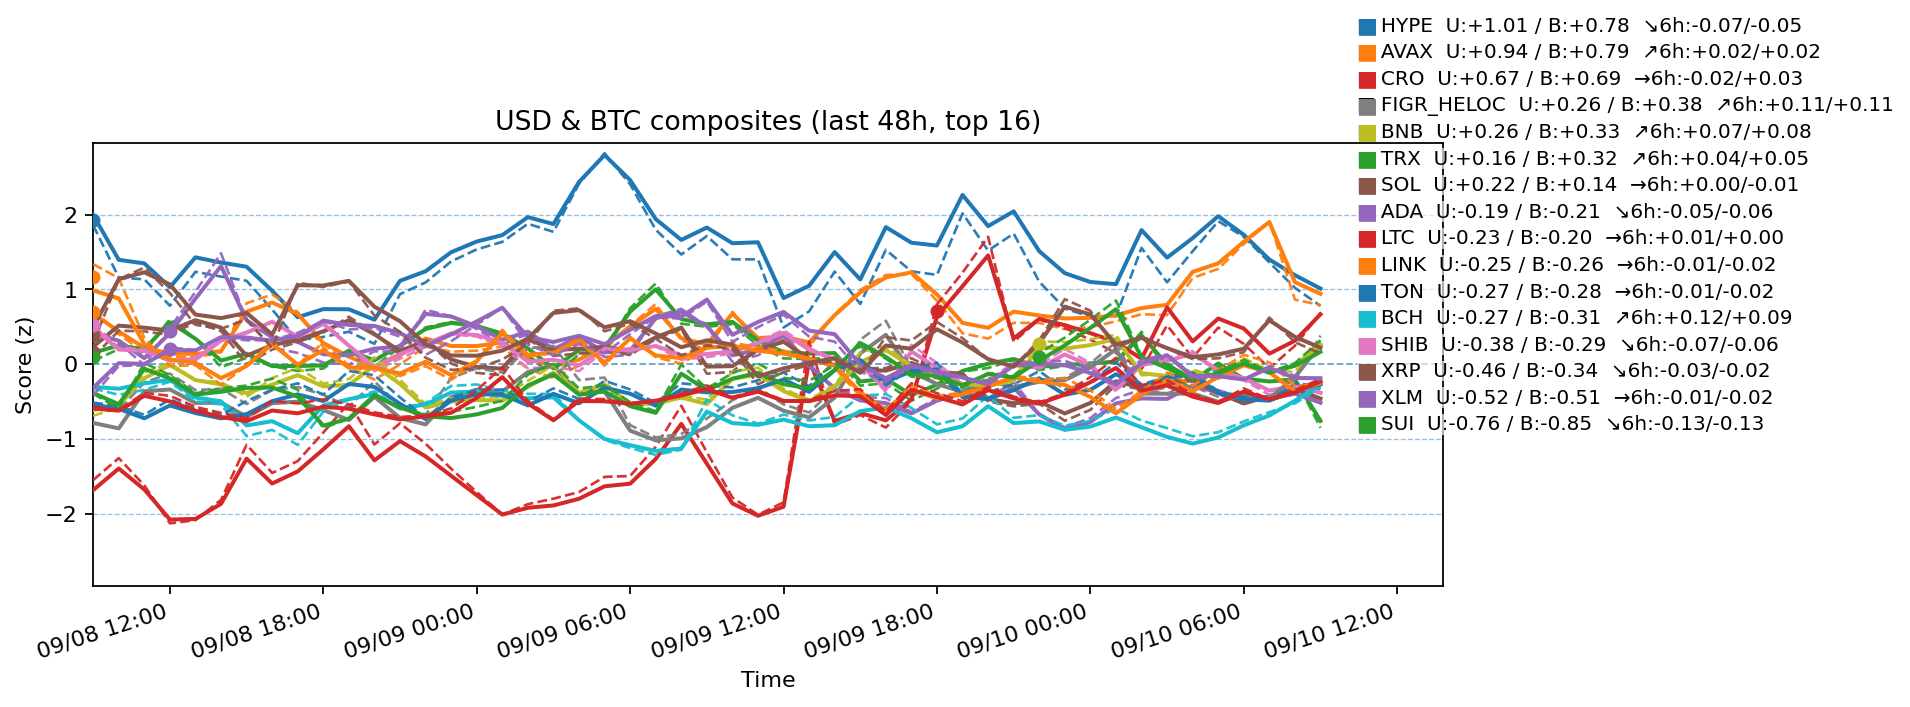 HYPE  U:+1.01 / B:+0.78  ↘6h:-0.07/-0.05
AVAX  U:+0.94 / B:+0.79  ↗6h:+0.02/+0.02
CRO  U:+0.67 / B:+0.69  →6h:-0.02/+0.03
FIGR_HELOC  U:+0.26 / B:+0.38  ↗6h:+0.11/+0.11
BNB  U:+0.26 / B:+0.33  ↗6h:+0.07/+0.08
TRX  U:+0.16 / B:+0.32  ↗6h:+0.04/+0.05
SOL  U:+0.22 / B:+0.14  →6h:+0.00/-0.01
ADA  U:-0.19 / B:-0.21  ↘6h:-0.05/-0.06
LTC  U:-0.23 / B:-0.20  →6h:+0.01/+0.00
LINK  U:-0.25 / B:-0.26  →6h:-0.01/-0.02
TON  U:-0.27 / B:-0.28  →6h:-0.01/-0.02
BCH  U:-0.27 / B:-0.31  ↗6h:+0.12/+0.09
SHIB  U:-0.38 / B:-0.29  ↘6h:-0.07/-0.06
XRP  U:-0.46 / B:-0.34  ↘6h:-0.03/-0.02
XLM  U:-0.52 / B:-0.51  →6h:-0.01/-0.02
SUI  U:-0.76 / B:-0.85  ↘6h:-0.13/-0.13
USD & BTC composites (last 48h, top 16)
Score (z)
2
1
0
−1
−2
09/08 12:00
09/08 18:00
09/09 00:00
09/09 06:00
09/09 12:00
09/09 18:00
09/10 00:00
09/10 06:00
09/10 12:00
Time